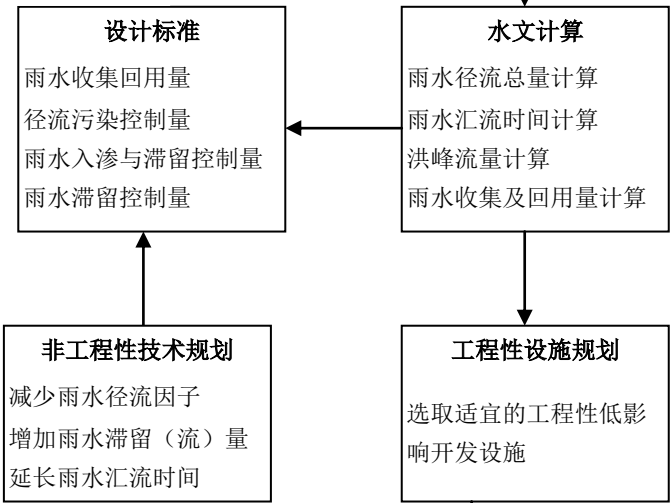 设计标准
雨水收集回用量
径流污染控制量
雨水入渗与滞留控制量
雨水滞留控制量
水文计算
雨水径流总量计算
雨水汇流时间计算
洪峰流量计算
雨水收集及回用量计算
非工程性技术规划
减少雨水径流因子
增加雨水滞留（流）量
延长雨水汇流时间
工程性设施规划
选取适宜的工程性低影
响开发设施